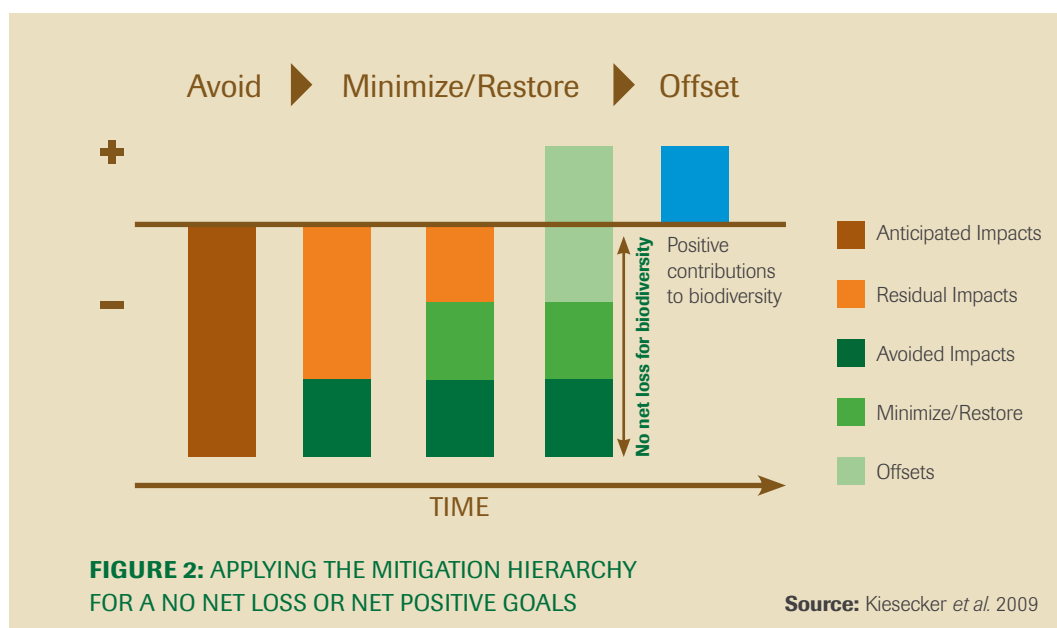 Avoid Minimize/Restore Offset
+
−
No net loss for biodiversity
Positive
contributions
to biodiversity
Anticipated Impacts
Residual Impacts
Avoided Impacts
Minimize/Restore
Offsets
TIME
FIGURE 2: APPLYING THE MITIGATION HIERARCHY
FOR A NO NET LOSS OR NET POSITIVE GOALS
Source: Kiesecker et al. 2009